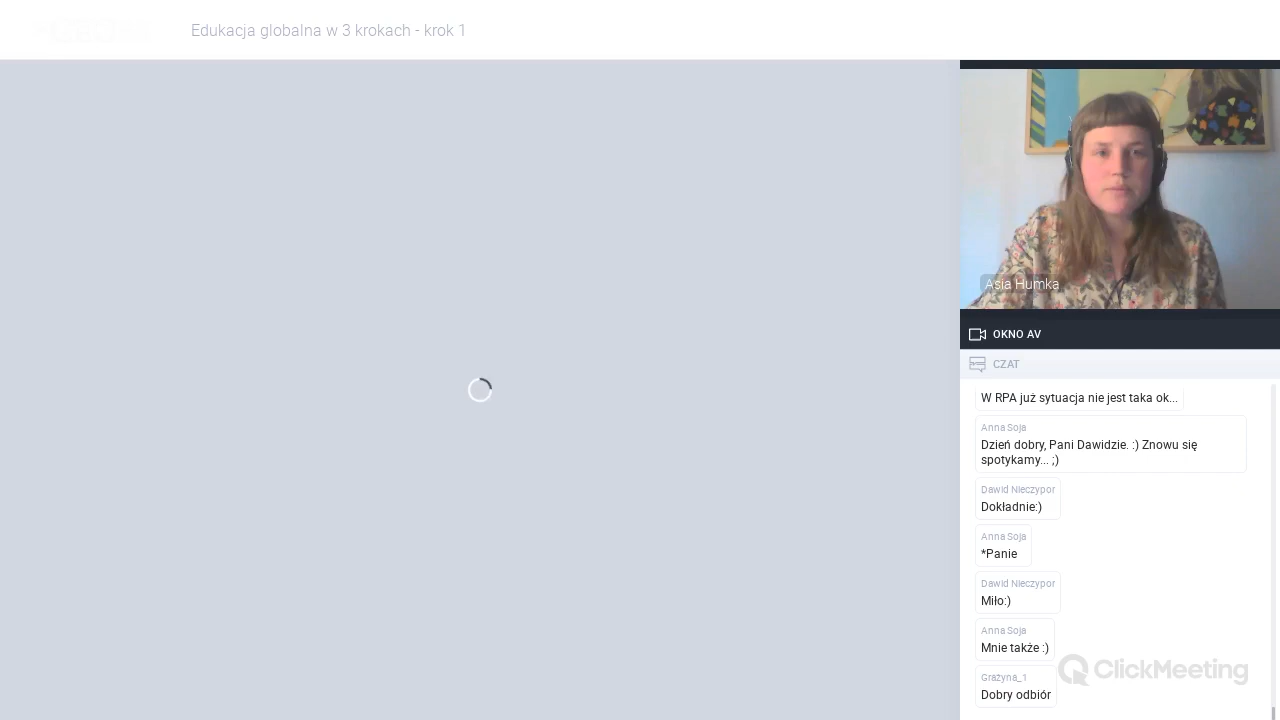 Edukacja globalna w 3 krokach - krok 1
Asia Humka
OKNO AV
CZAT
W RPA już sytuacja nie jest taka ok...
Anna Soja
Dzień dobry, Pani Dawidzie. :) Znowu się
spotykamy... ;)
Dawid Nieczypor
Dokładnie:)
Anna Soja
*Panie
Dawid Nieczypor
Miło:)
Anna Soja
Mnie także :)
Grażyna_1
Dobry odbiór
ClickMeeting